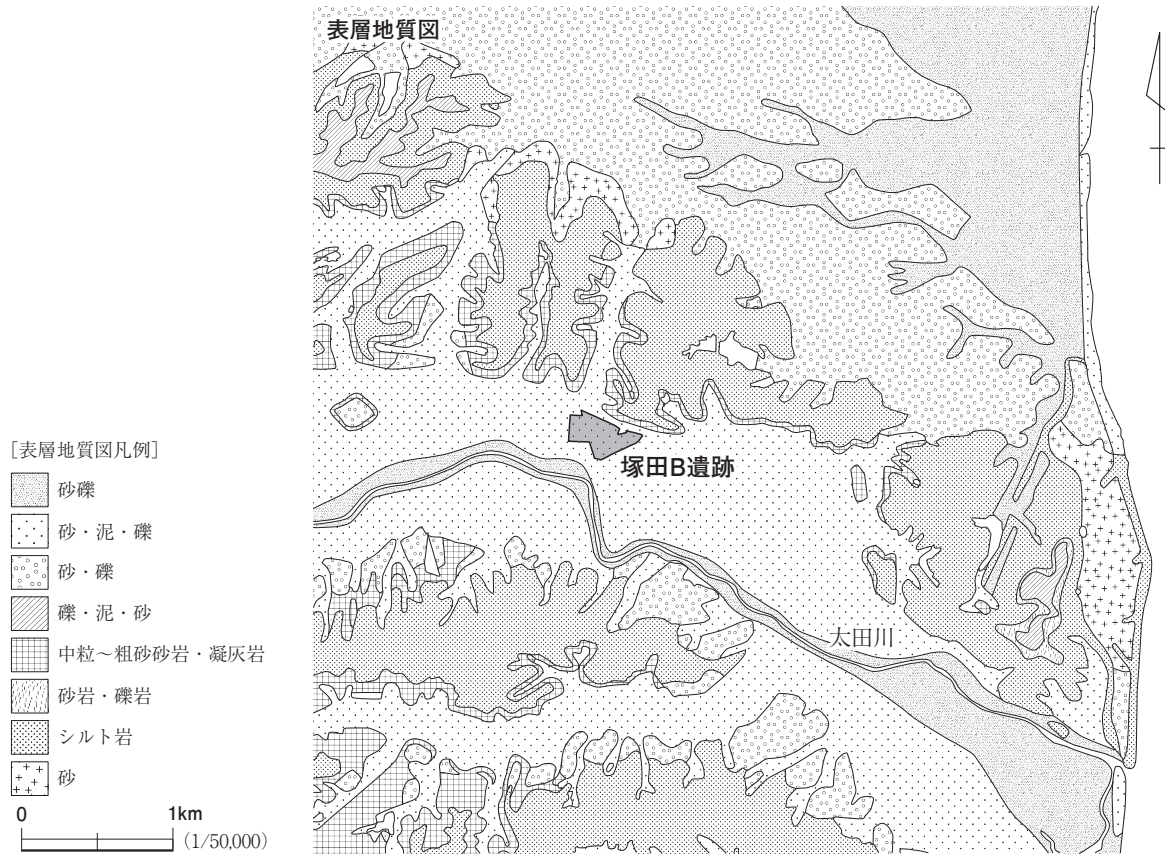 表層地質図
塚田B遺跡
太田川
[表層地質図凡例]
砂礫
砂・泥・礫
砂・礫
礫・泥・砂
中粒～粗砂砂岩・凝灰岩
砂岩・礫岩
シルト岩
砂
0 1km
(1/50,000)